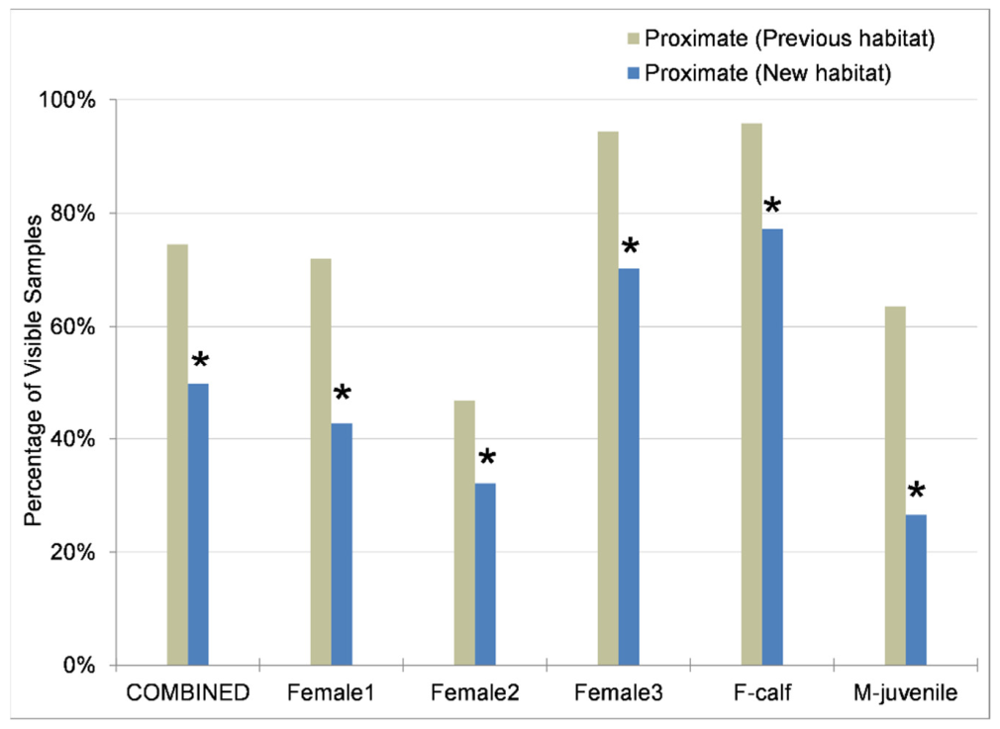 Proximate (Previous habitat)
Proximate (New habitat)
100%
80%
60%
40%
20%
0%
Percentage of Visible Samples
*
*
*
*
*
*
COMBINED
Female1
Female2
Female3
F-calf
M-juvenile